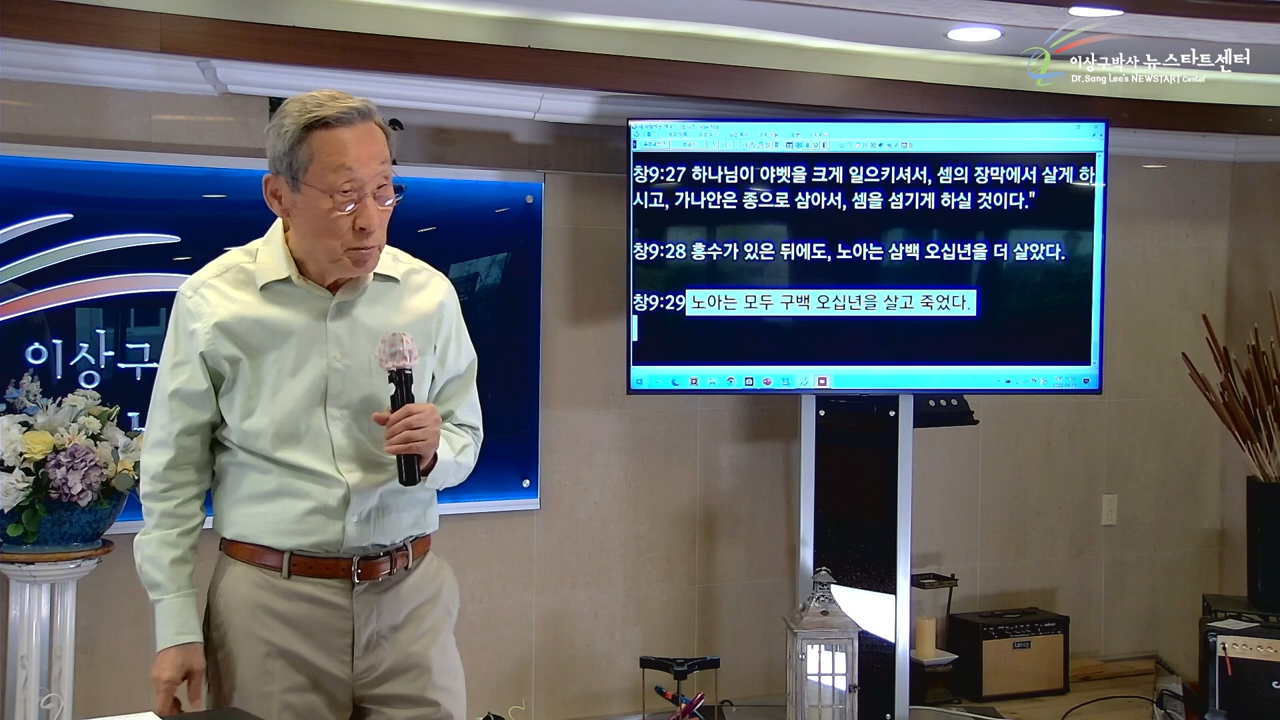 이상구박사 뉴스타트센터
Dr. Sang Lee's NEWSTART Center
창9:27 하나님이 야벳을 크게 일으키셔서, 셈의 장막에서 살게 하
시고, 가나안은 종으로 삼아서, 셈을 섬기게 하실 것이다."
창9:28 홍수가 있은 뒤에도, 노아는 삼백 오십년을 더 살았다.
창9:29 노아는 모두 구백 오십년을 살고 죽었다.
이상구
LANEY